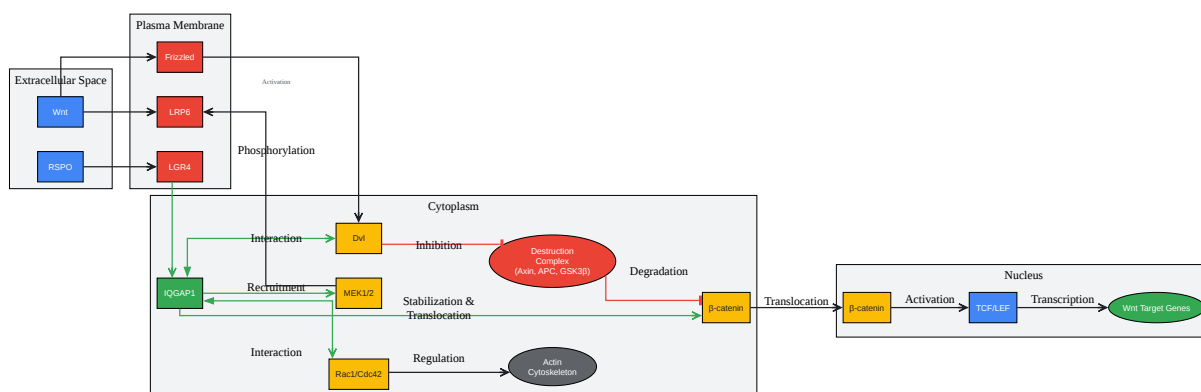 Plasma Membrane
Frizzled
Extracellular Space
Activation
Wnt
LRP6
Phosphorylation
RSPO
LGR4
Cytoplasm
Interaction
Dvl
Inhibition
Destruction
Complex
(Axin, APC, GSK3β)
Degradation
Nucleus
IQGAP1
Recruitment
MEK1/2
Stabilization &
Translocation
β-catenin
Translocation
β-catenin
Activation
TCF/LEF
Transcription
Wnt Target Genes
Interaction
Rac1/Cdc42
Regulation
Actin
Cytoskeleton